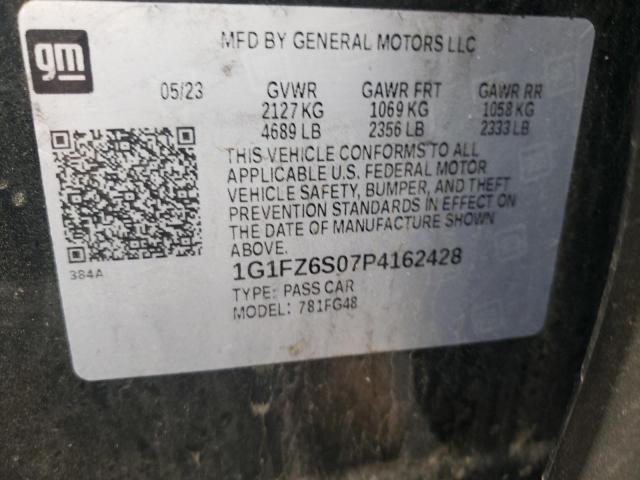 gm
MFD BY GENERAL MOTORS LLC
05/23 GVWR GAWR FRT GAWR RR
2127 KG 1069 KG 1058 KG
4689 LB 2356 LB 2333 LB
THIS VEHICLE CONFORMS TO ALL
APPLICABLE U.S. FEDERAL MOTOR
VEHICLE SAFETY, BUMPER, AND THEFT
PREVENTION STANDARDS IN EFFECT ON
THE DATE OF MANUFACTURE SHOWN
ABOVE.
384A
1G1FZ6S07P4162428
TYPE: PASS CAR
MODEL: 781FG48